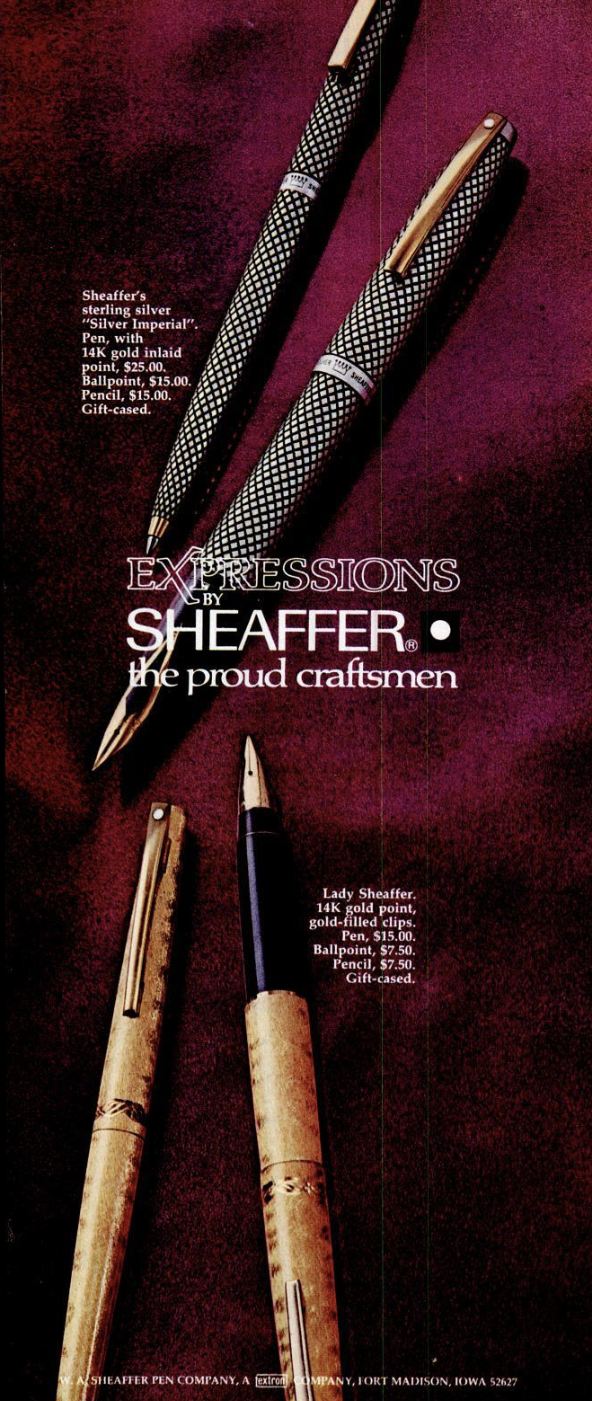 Sheaffer's
sterling silver
"Silver Imperial".
Pen, with
14K gold inlaid
point, $25.00.
Ballpoint, $15.00.
Pencil, $15.00.
Gift-cased.
EXPRESSIONS
BY
SHEAFFER®
the proud craftsmen
Lady Sheaffer.
14K gold point,
gold-filled clips.
Pen, $15.00.
Ballpoint, $7.50.
Pencil, $7.50.
Gift-cased.
W. A. SHEAFFER PEN COMPANY, A textron COMPANY, FORT MADISON, IOWA 52627